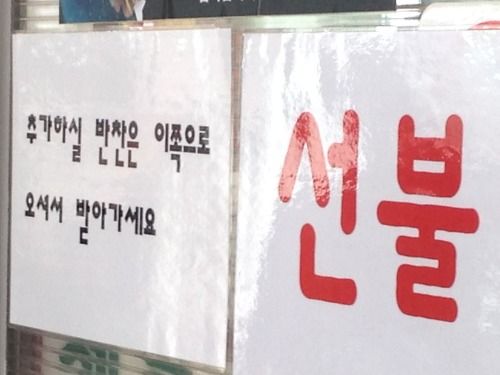 추가하실 반찬은 이쪽으로
오셔서 받아가세요
선불